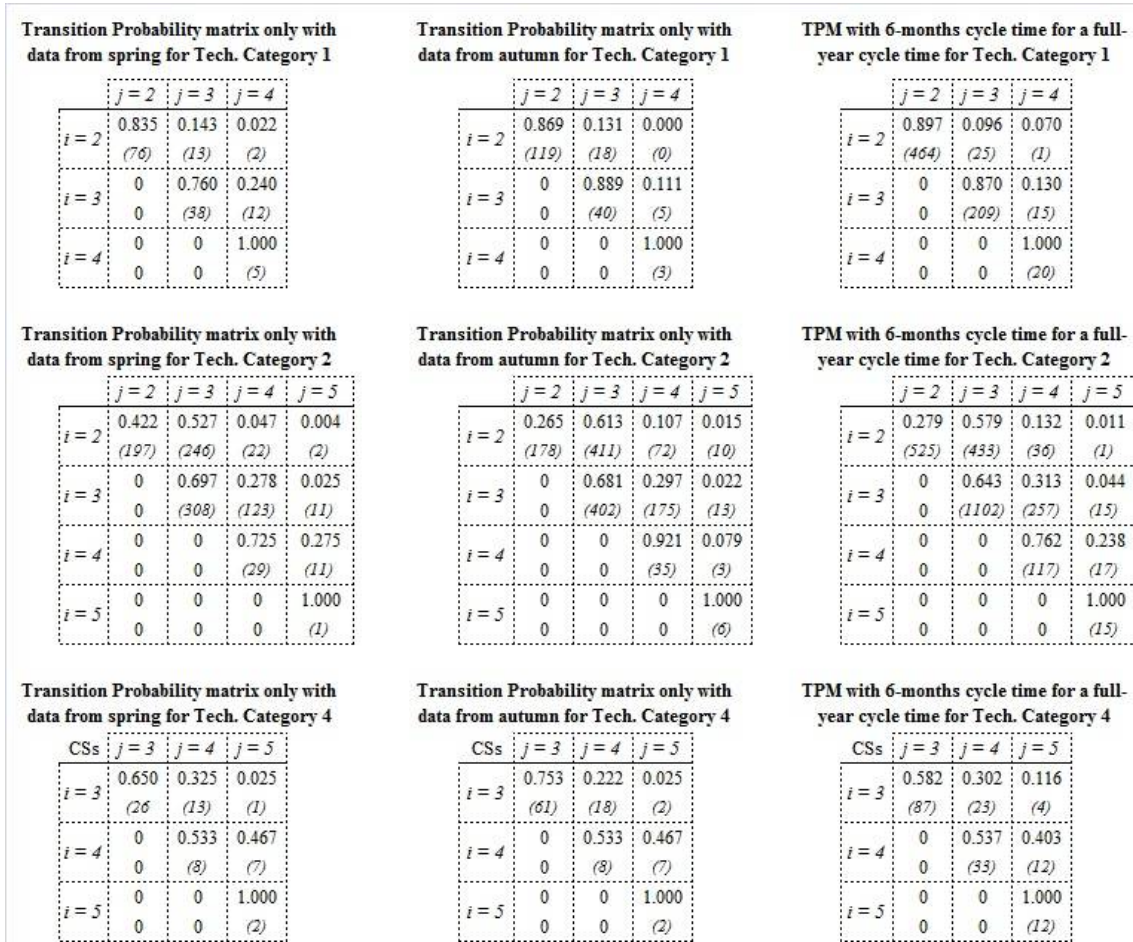 Transition Probability matrix only with
data from spring for Tech. Category 1
j = 2 j = 3 j = 4
i = 2 0.835 0.143 0.022
(76) (13) (2)
i = 3 0 0.760 0.240
0 (38) (12)
i = 4 0 0 1.000
0 0 (5)
Transition Probability matrix only with
data from autumn for Tech. Category 1
j = 2 j = 3 j = 4
i = 2 0.869 0.131 0.000
(119) (18) (0)
i = 3 0 0.889 0.111
0 (40) (5)
i = 4 0 0 1.000
0 0 (3)
TPM with 6-months cycle time for a full-
year cycle time for Tech. Category 1
j = 2 j = 3 j = 4
i = 2 0.897 0.096 0.070
(464) (25) (1)
i = 3 0 0.870 0.130
0 (209) (15)
i = 4 0 0 1.000
0 0 (20)
Transition Probability matrix only with
data from spring for Tech. Category 2
j = 2 j = 3 j = 4 j = 5
i = 2 0.422 0.527 0.047 0.004
(197) (246) (22) (2)
i = 3 0 0.697 0.278 0.025
0 (308) (123) (11)
i = 4 0 0 0.725 0.275
0 0 (29) (11)
i = 5 0 0 0 1.000
0 0 0 (1)
Transition Probability matrix only with
data from autumn for Tech. Category 2
j = 2 j = 3 j = 4 j = 5
i = 2 0.265 0.613 0.107 0.015
(178) (411) (72) (10)
i = 3 0 0.681 0.297 0.022
0 (402) (175) (13)
i = 4 0 0 0.921 0.079
0 0 (35) (3)
i = 5 0 0 0 1.000
0 0 0 (6)
TPM with 6-months cycle time for a full-
year cycle time for Tech. Category 2
j = 2 j = 3 j = 4 j = 5
i = 2 0.279 0.579 0.132 0.011
(525) (433) (36) (1)
i = 3 0 0.643 0.313 0.044
0 (1102) (257) (15)
i = 4 0 0 0.762 0.238
0 0 (117) (17)
i = 5 0 0 0 1.000
0 0 0 (15)
Transition Probability matrix only with
data from spring for Tech. Category 4
CSs j = 3 j = 4 j = 5
i = 3 0.650 0.325 0.025
(26 (13) (1)
i = 4 0 0.533 0.467
0 (8) (7)
i = 5 0 0 1.000
0 0 (2)
Transition Probability matrix only with
data from autumn for Tech. Category 4
j = 3 j = 4 j = 5
i = 3 0.753 0.222 0.025
(61) (18) (2)
i = 4 0 0.533 0.467
0 (8) (7)
i = 5 0 0 1.000
0 0 (2)
TPM with 6-months cycle time for a full-
year cycle time for Tech. Category 4
CSs j = 3 j = 4 j = 5
i = 3 0.582 0.302 0.116
(87) (23) (4)
i = 4 0 0.537 0.403
0 (33) (12)
i = 5 0 0 1.000
0 0 (12)